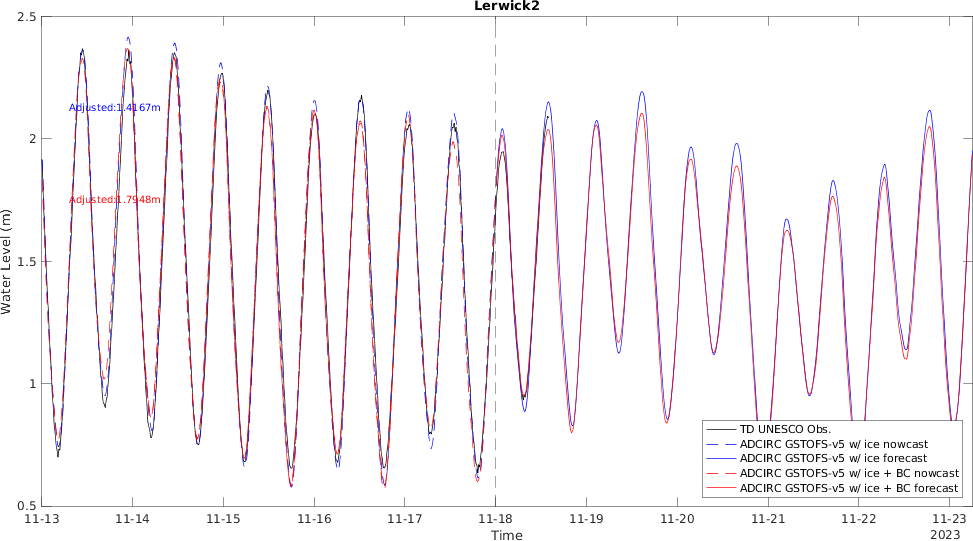 Lerwick2
2.5
2
1.5
1
0.5
Water Level (m)
Adjusted:1.4167m
Adjusted:1.7948m
TD UNESCO Obs.
ADCIRC GSTOFS-v5 w/ ice nowcast
ADCIRC GSTOFS-v5 w/ ice forecast
ADCIRC GSTOFS-v5 w/ ice + BC nowcast
ADCIRC GSTOFS-v5 w/ ice + BC forecast
11-13 11-14 11-15 11-16 11-17 11-18 11-19 11-20 11-21 11-22 11-23
Time
2023